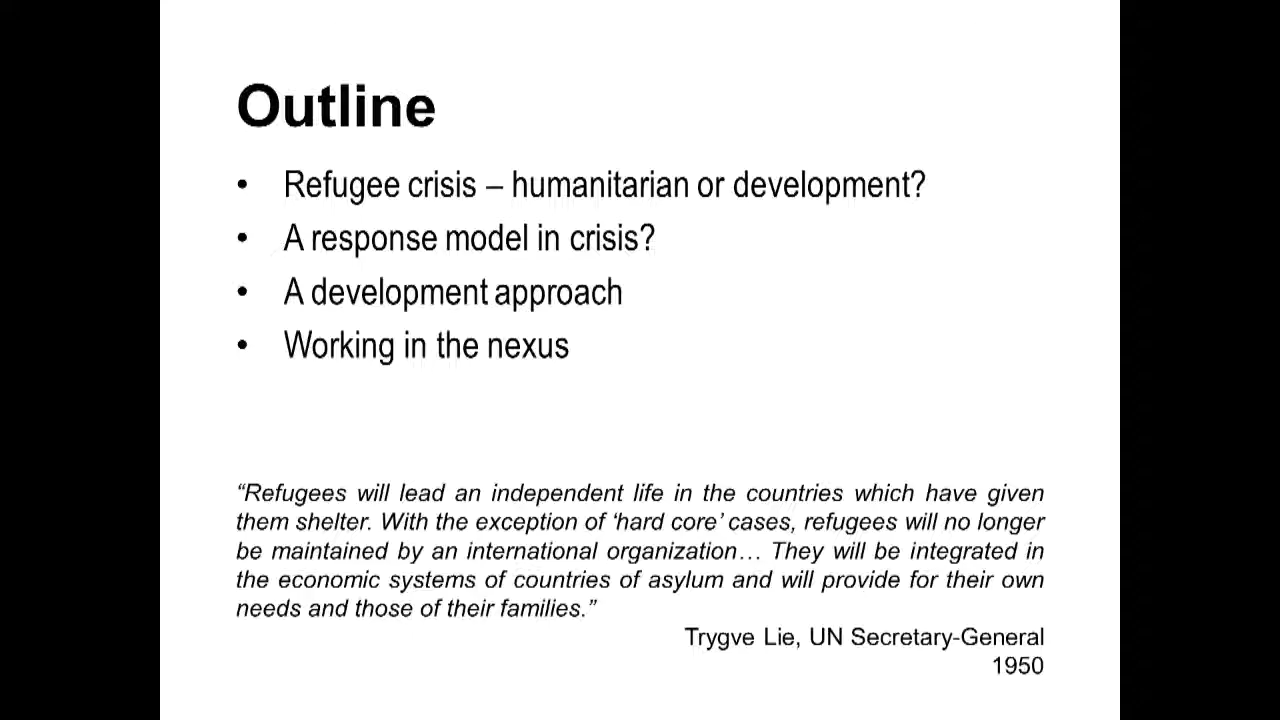 Outline
• Refugee crisis – humanitarian or development?
• A response model in crisis?
• A development approach
• Working in the nexus
“Refugees will lead an independent life in the countries which have given
them shelter. With the exception of ‘hard core’ cases, refugees will no longer
be maintained by an international organization… They will be integrated in
the economic systems of countries of asylum and will provide for their own
needs and those of their families.”
Trygve Lie, UN Secretary-General
1950